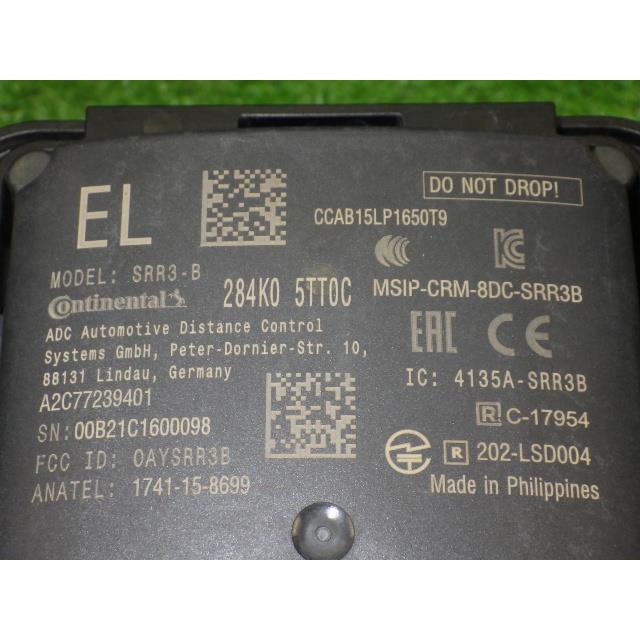 EL
DO NOT DROP!
CCAB15LP1650T9
CCC
KC
MODEL: SRR3-B
Continental
284K0 5TT0C
MSIP-CRM-8DC-SRR3B
ADC Automotive Distance Control
Systems GmbH, Peter-Dornier-Str. 10,
88131 Lindau, Germany
EAC CE
IC: 4135A-SRR3B
A2C77239401
R C-17954
SN:00B21C1600098
FCC ID: OAYSRR3B
R 202-LSD004
ANATEL: 1741-15-8699
Made in Philippines